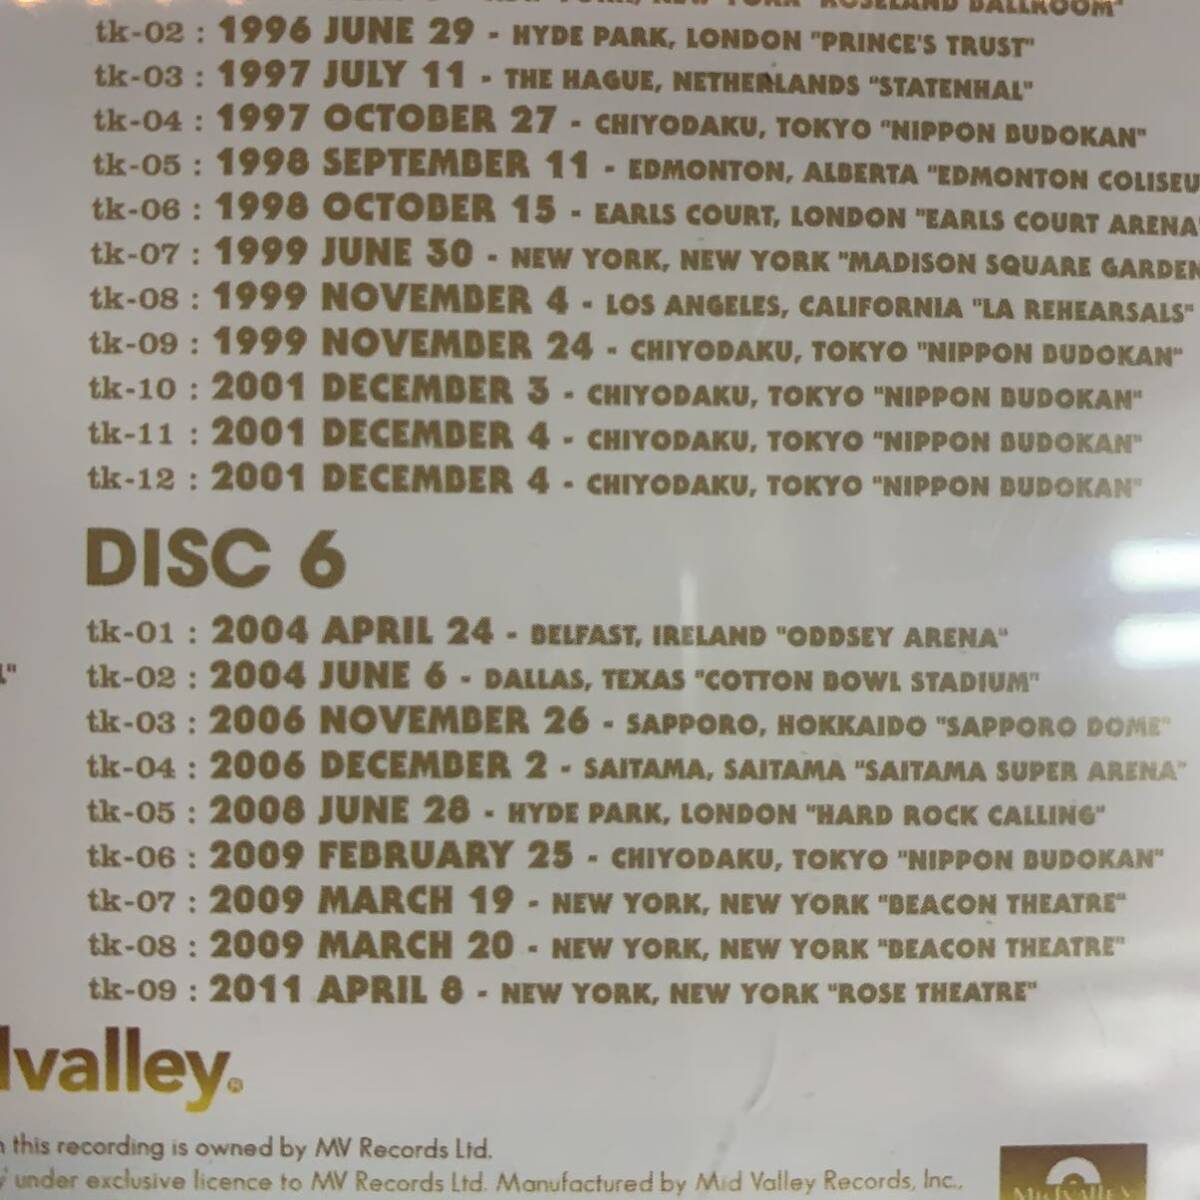 "ROSELAND BALLROOM"
tk-02 : 1996 JUNE 29 - HYDE PARK, LONDON "PRINCE'S TRUST"
tk-03 : 1997 JULY 11 - THE HAGUE, NETHERLANDS "STATENHAL"
tk-04 : 1997 OCTOBER 27 - CHIYODAKU, TOKYO "NIPPON BUDOKAN"
tk-05 : 1998 SEPTEMBER 11 - EDMONTON, ALBERTA "EDMONTON COLISEU
tk-06 : 1998 OCTOBER 15 - EARLS COURT, LONDON "EARLS COURT ARENA"
tk-07 : 1999 JUNE 30 - NEW YORK, NEW YORK "MADISON SQUARE GARDEN
tk-08 : 1999 NOVEMBER 4 - LOS ANGELES, CALIFORNIA "LA REHEARSALS"
tk-09 : 1999 NOVEMBER 24 - CHIYODAKU, TOKYO "NIPPON BUDOKAN"
tk-10 : 2001 DECEMBER 3 - CHIYODAKU, TOKYO "NIPPON BUDOKAN"
tk-11 : 2001 DECEMBER 4 - CHIYODAKU, TOKYO "NIPPON BUDOKAN"
tk-12 : 2001 DECEMBER 4 - CHIYODAKU, TOKYO "NIPPON BUDOKAN"
DISC 6
tk-01 : 2004 APRIL 24 - BELFAST, IRELAND "ODDSEY ARENA"
tk-02 : 2004 JUNE 6 - DALLAS, TEXAS "COTTON BOWL STADIUM"
tk-03 : 2006 NOVEMBER 26 - SAPPORO, HOKKAIDO "SAPPORO DOME"
tk-04 : 2006 DECEMBER 2 - SAITAMA, SAITAMA "SAITAMA SUPER ARENA"
tk-05 : 2008 JUNE 28 - HYDE PARK, LONDON "HARD ROCK CALLING"
tk-06 : 2009 FEBRUARY 25 - CHIYODAKU, TOKYO "NIPPON BUDOKAN"
tk-07 : 2009 MARCH 19 - NEW YORK, NEW YORK "BEACON THEATRE"
tk-08 : 2009 MARCH 20 - NEW YORK, NEW YORK "BEACON THEATRE"
tk-09 : 2011 APRIL 8 - NEW YORK, NEW YORK "ROSE THEATRE"
dvalley®
this recording is owned by MV Records Ltd.
under exclusive licence to MV Records Ltd. Manufactured by Mid Valley Records, Inc.,